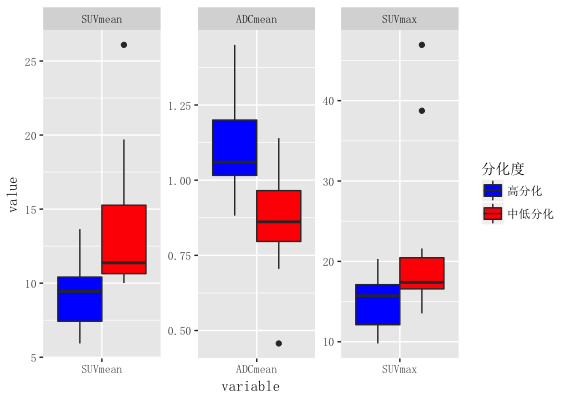 SUVmean
ADCmean
SUVmax
value
25
20
15
10
5
1.25
1.00
0.75
0.50
40
30
20
10
SUVmean
ADCmean
SUVmax
variable
分化度
高分化
中低分化